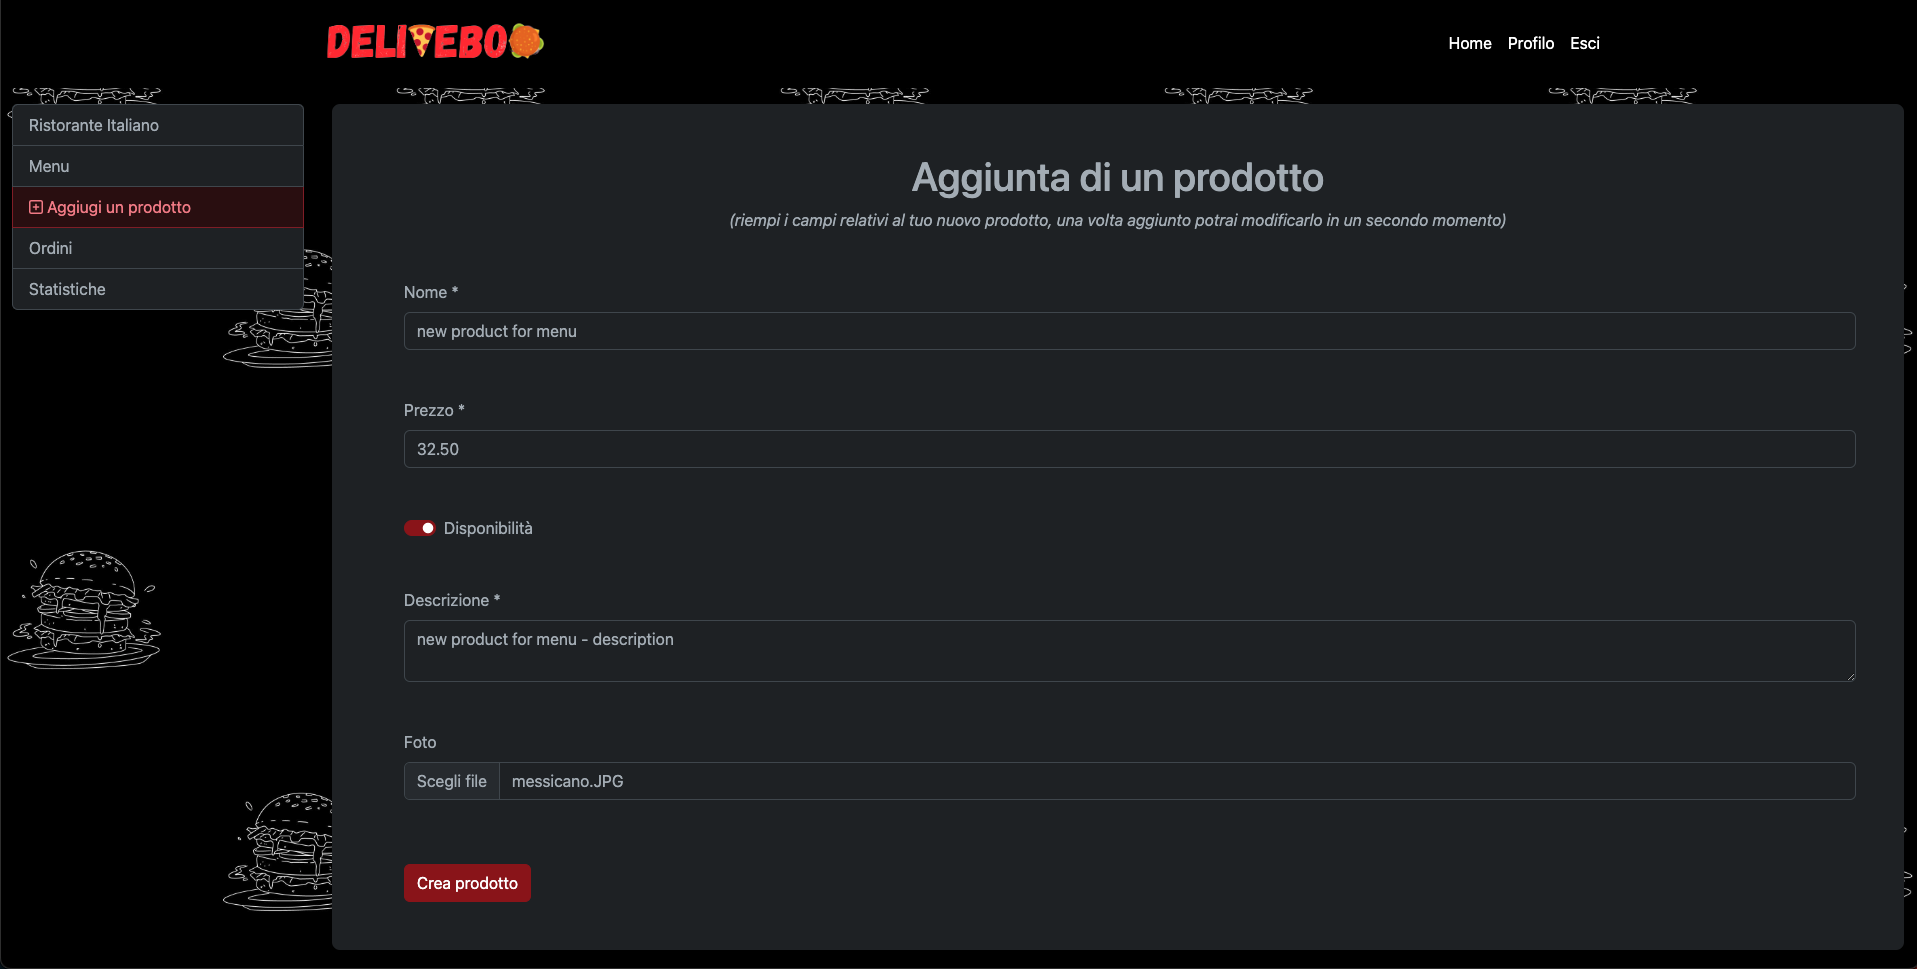 DELIVEBOO
Home Profilo Esci
Ristorante Italiano
Menu
Aggiugi un prodotto
Ordini
Statistiche
Aggiunta di un prodotto
(riempi i campi relativi al tuo nuovo prodotto, una volta aggiunto potrai modificarlo in un secondo momento)
Nome *
new product for menu
Prezzo *
32.50
Disponibilità
Descrizione *
new product for menu - description
Foto
Scegli file messicano.JPG
Crea prodotto